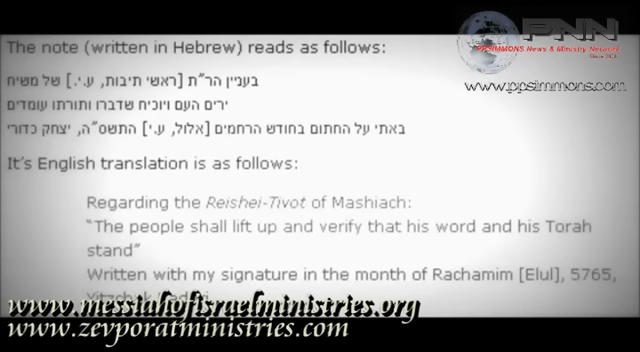 PNN
PPSIMMONS News & Ministry Network
www.ppsimmons.com
The note (written in Hebrew) reads as follows:
בעניין הר"ת [ראשי תיבות, ע.י.] של משיח
ירים העם ויוכיח שדברו ותורתו עומדים
באתי על החתום בחודש הרחמים [אלול, ע.י] התשס"ה, יצחק כדורי
It's English translation is as follows:
Regarding the Reishei-Tivot of Mashiach:
"The people shall lift up and verify that his word and his Torah
stand"
Written with my signature in the month of Rachamim [Elul], 5765,
www.messiahofisraelministries.org
www.zevporatministries.com